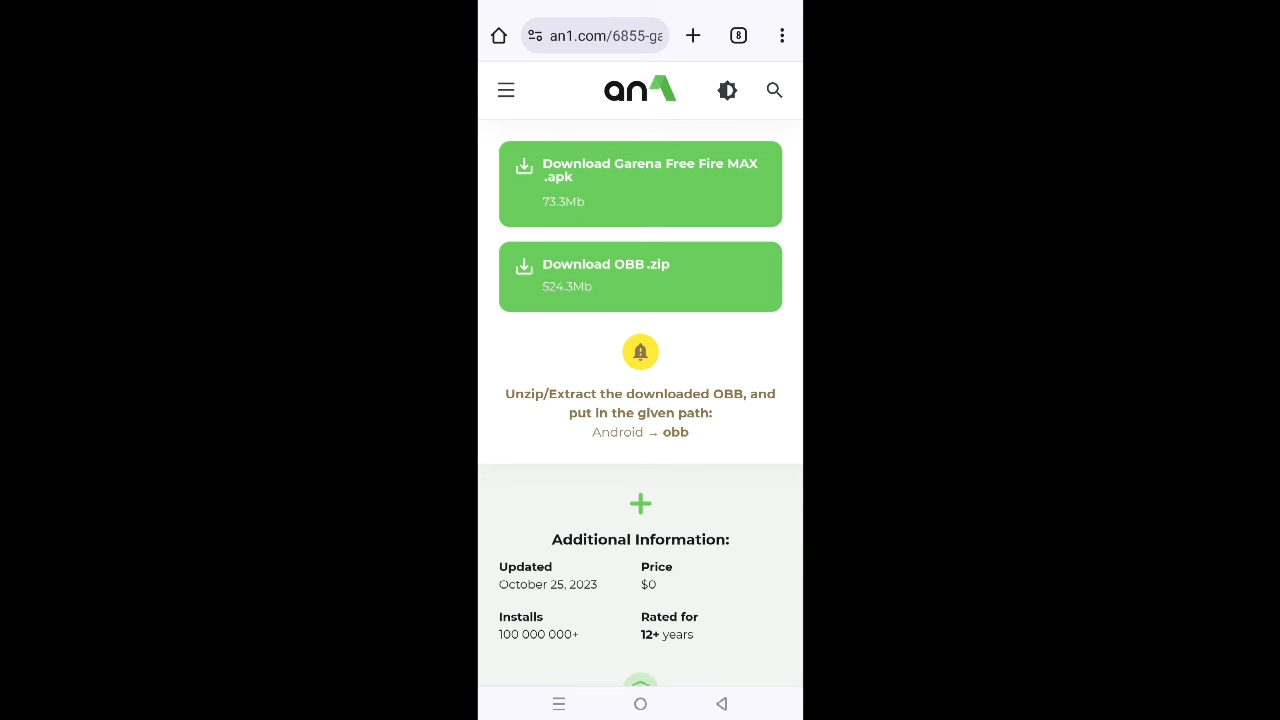 an1.com/6855-ga
8
an
Download Garena Free Fire MAX
.apk
73.3Mb
Download OBB .zip
524.3Mb
Unzip/Extract the downloaded OBB, and
put in the given path:
Android → obb
Additional Information:
Updated
Price
October 25, 2023
$0
Installs
Rated for
100 000 000+
12+ years